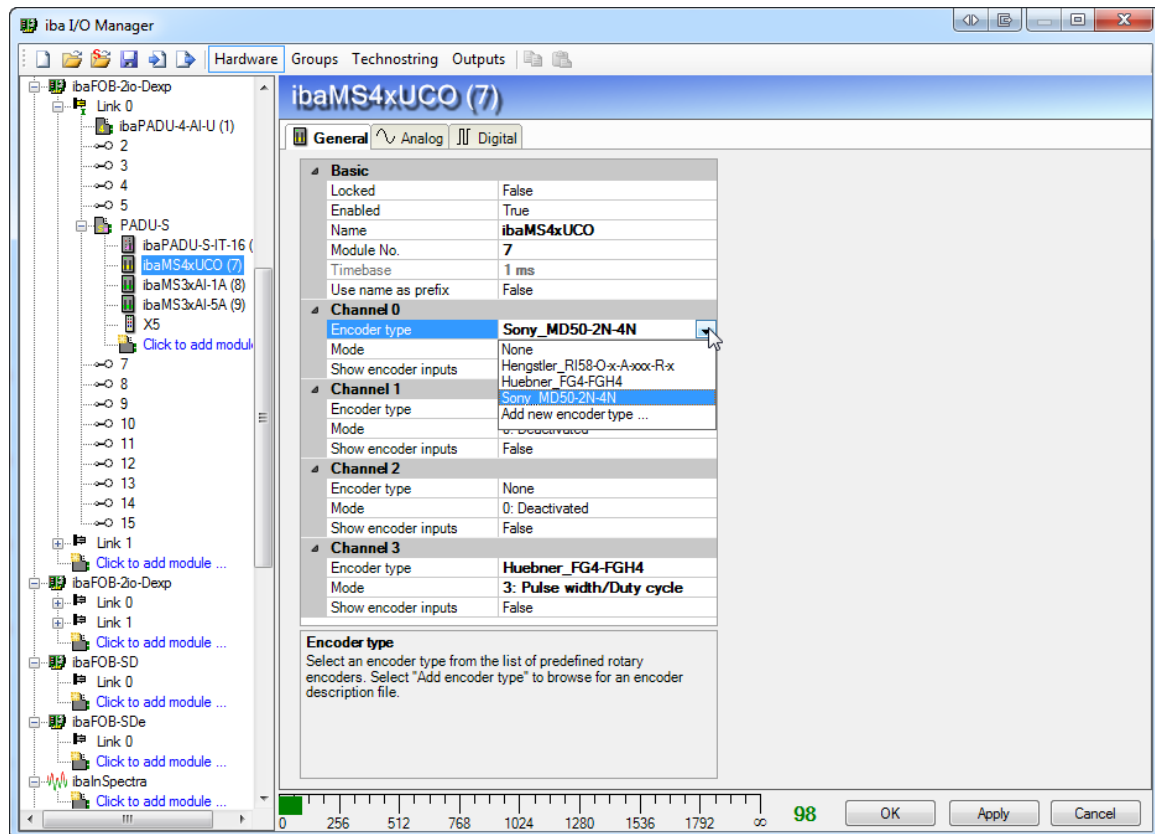 iba I/O Manager
Hardware Groups Technostring Outputs
ibaFOB-2io-Dexp
Link 0
ibaPADU-4-AI-U (1)
2
3
4
5
PADU-S
ibaPADU-S-IT-16 (
ibaMS4xUCO (7)
ibaMS3xAI-1A (8)
ibaMS3xAI-5A (9)
X5
Click to add modul
7
8
9
10
11
12
13
14
15
Link 1
Click to add module ...
ibaFOB-2io-Dexp
Link 0
Link 1
Click to add module ...
ibaFOB-SD
Link 0
Click to add module ...
ibaFOB-SDe
Link 0
Click to add module ...
ibaInSpectra
Click to add module ...
ibaMS4xUCO (7)
General Analog Digital
Basic
Locked False
Enabled True
Name ibaMS4xUCO
Module No. 7
Timebase 1 ms
Use name as prefix False
Channel 0
Encoder type Sony_MD50-2N-4N
Mode
Show encoder inputs
None
Hengstler_RI58-O-x-A-xxx-R-x
Huebner_FG4-FGH4
Sony_MD50-2N-4N
Add new encoder type ...
Channel 1
Encoder type
Mode 0: Deactivated
Show encoder inputs False
Channel 2
Encoder type None
Mode 0: Deactivated
Show encoder inputs False
Channel 3
Encoder type Huebner_FG4-FGH4
Mode 3: Pulse width/Duty cycle
Show encoder inputs False
Encoder type
Select an encoder type from the list of predefined rotary
encoders. Select "Add encoder type" to browse for an encoder
description file.
0 256 512 768 1024 1280 1536 1792 ∞
98
OK Apply Cancel